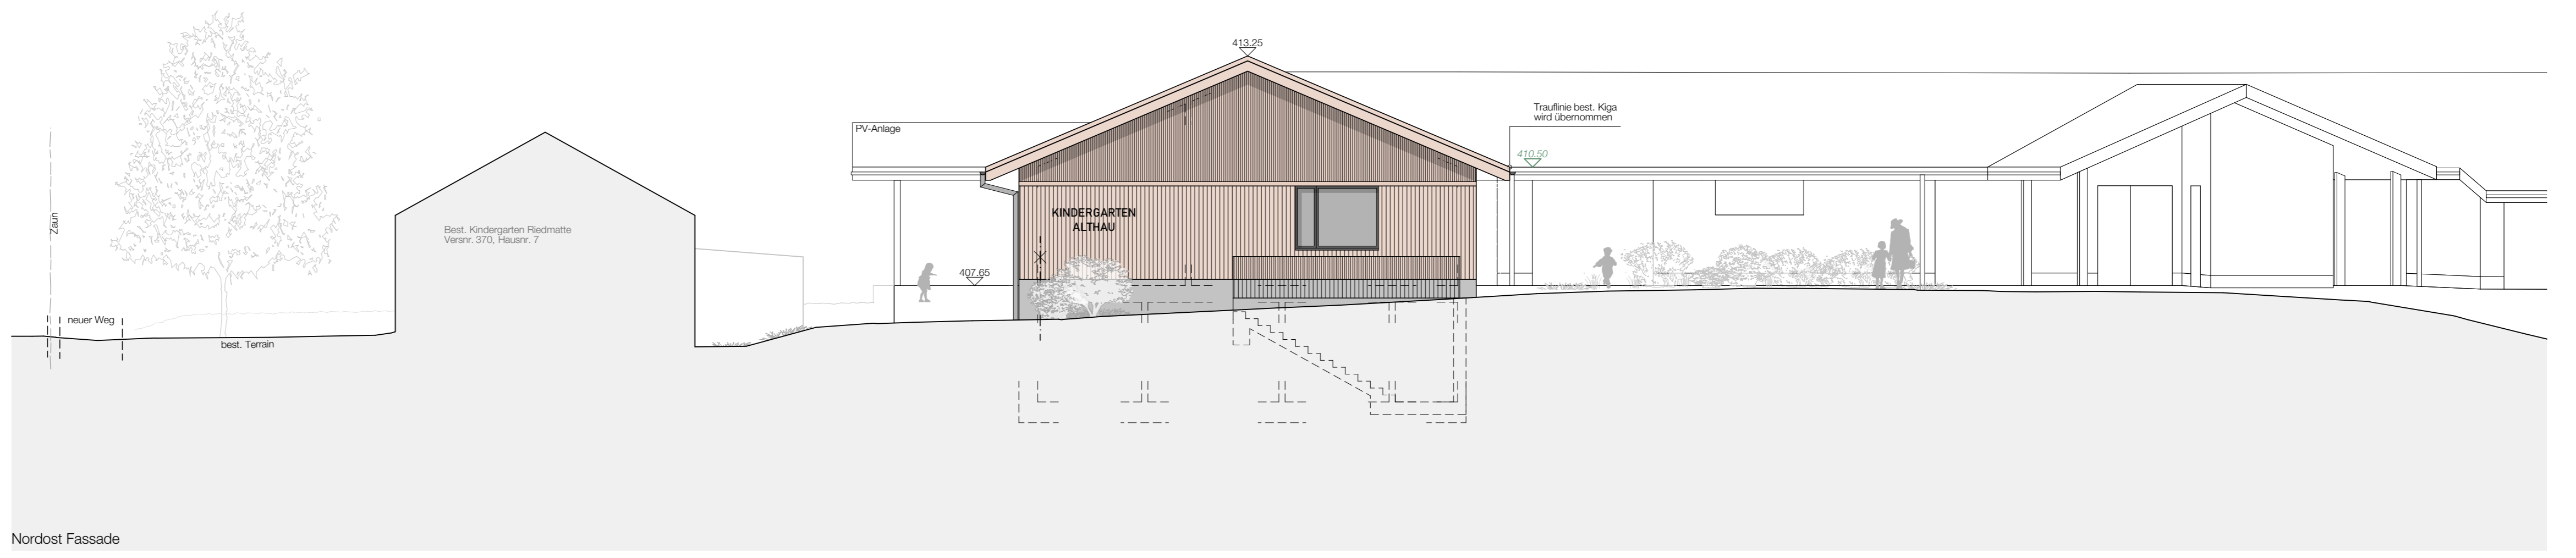 413.25
Trauflinie best. Kiga
wird übernommen
PV-Anlage
410.50
Zaun
KINDERGARTEN
ALTHAU
Best. Kindergarten Riedmatte
Versnr. 370, Hausnr. 7
407.65
neuer Weg
best. Terrain
Nordost Fassade